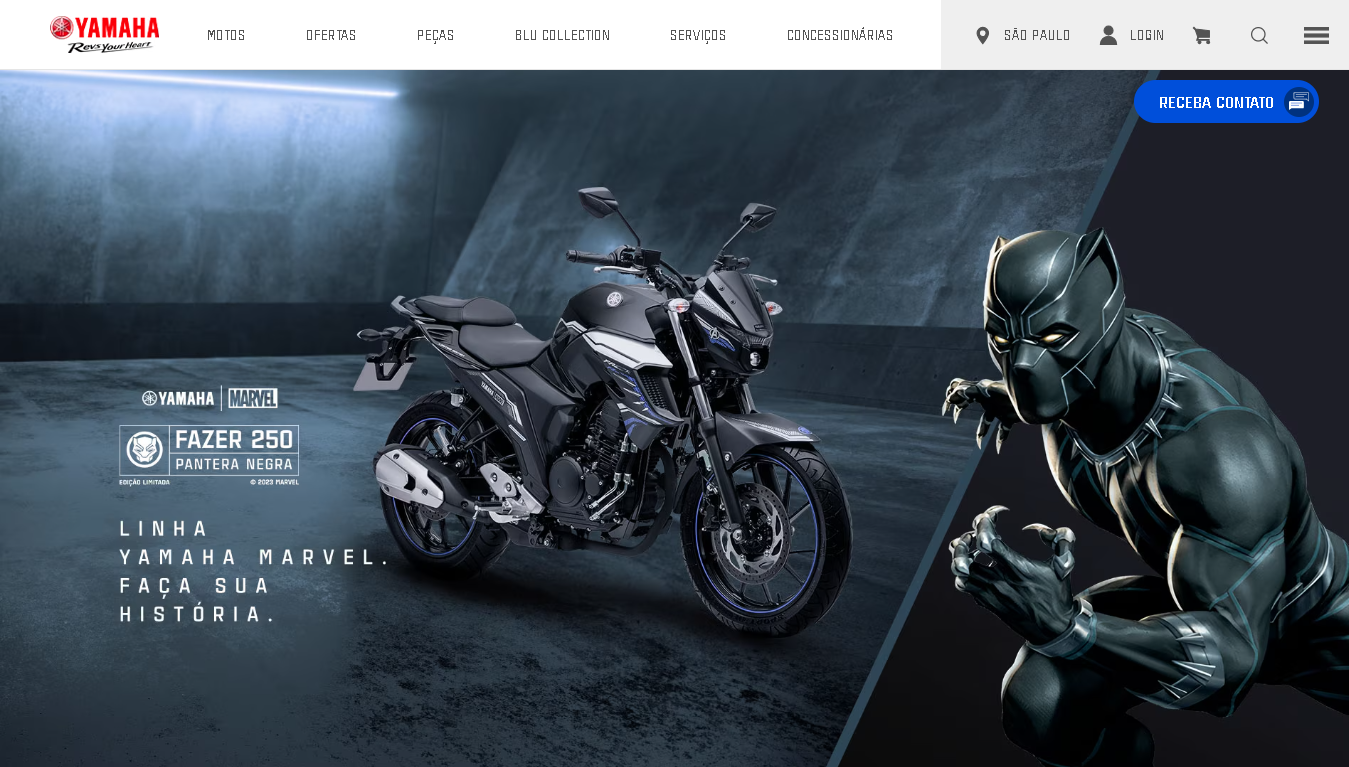 YAMAHA
Revs Your Heart
MOTOS
OFERTAS
PEÇAS
BLU COLLECTION
SERVIÇOS
CONCESSIONÁRIAS
SÃO PAULO
LOGIN
RECEBA CONTATO
YAMAHA | MARVEL
FAZER 250
PANTERA NEGRA
EDIÇÃO LIMITADA
© 2023 MARVEL
LINHA
YAMAHA MARVEL.
FAÇA SUA
HISTÓRIA.